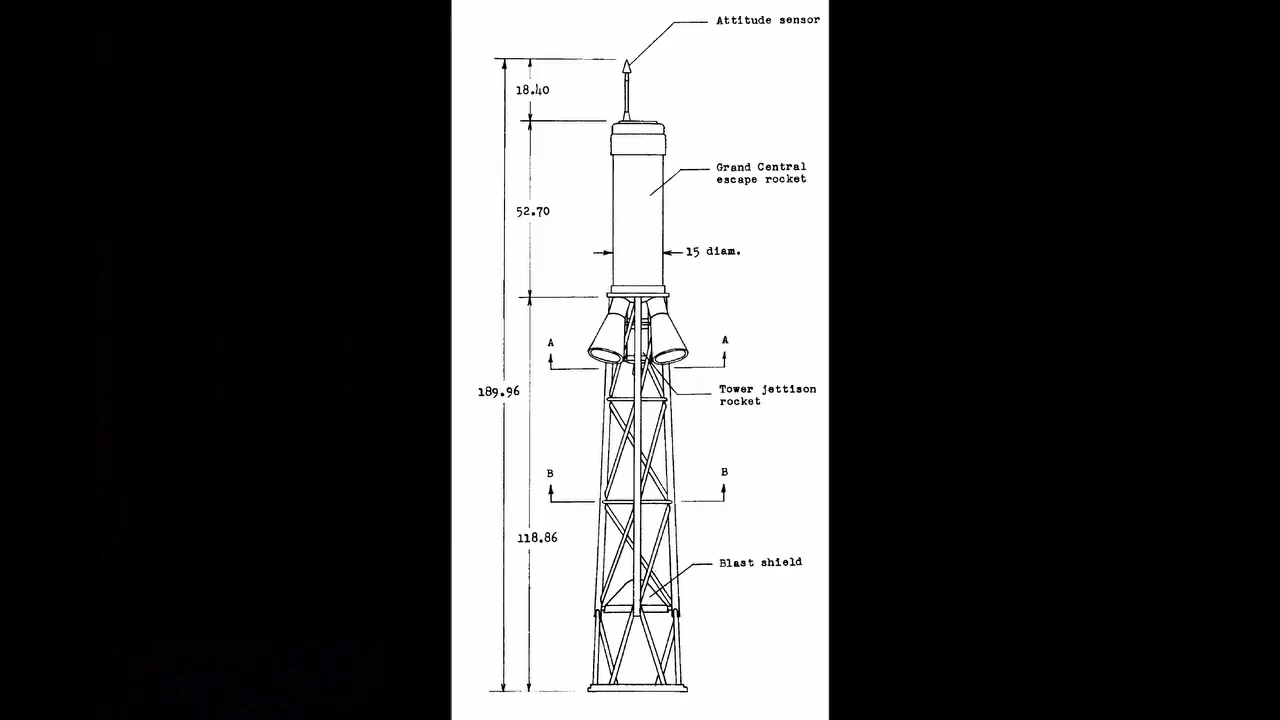 Attitude sensor
18.40
Grand Central
escape rocket
52.70
15 diam.
A
A
189.96
Tower jettison
rocket
B
B
118.86
Blast shield